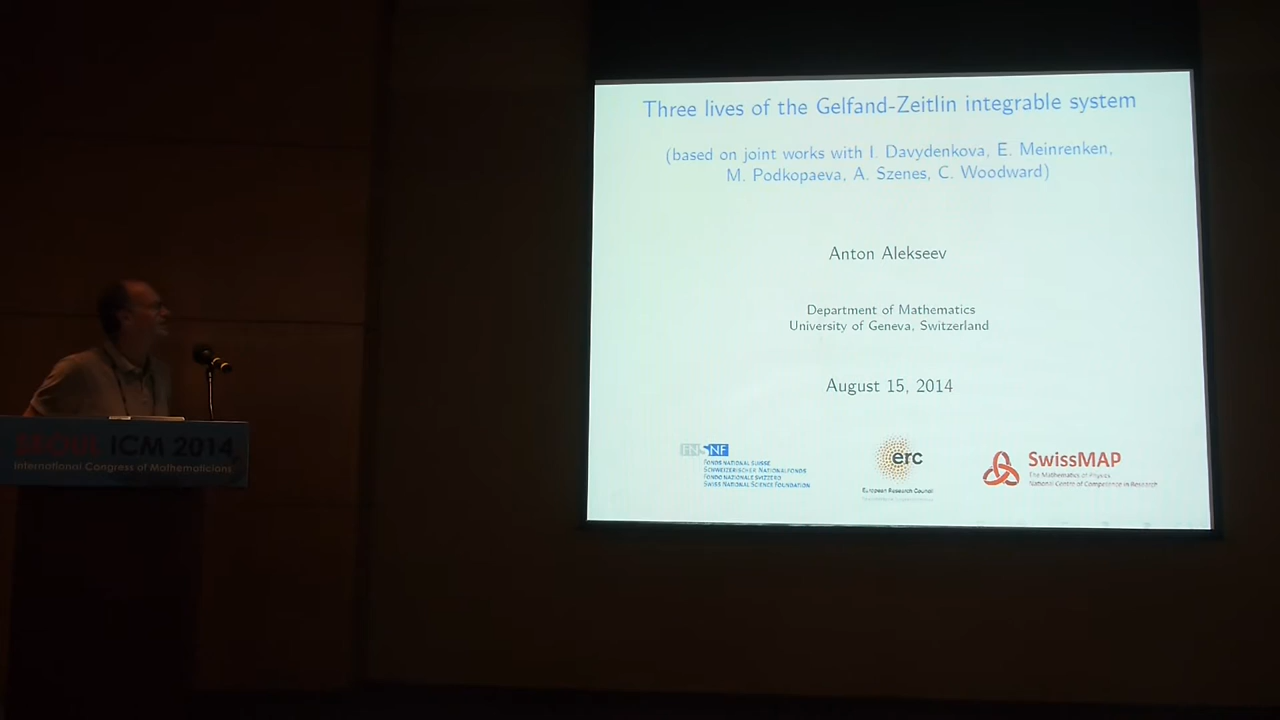 Three lives of the Gelfand-Zeitlin integrable system
(based on joint works with I. Davydenkova, E. Meinrenken,
M. Podkopaeva, A. Szenes, C. Woodward)
Anton Alekseev
Department of Mathematics
University of Geneva, Switzerland
August 15, 2014
FNSNF
FONDS NATIONAL SUISSE
SCHWEIZERISCHER NATIONALFONDS
FONDO NAZIONALE SVIZZERO
SWISS NATIONAL SCIENCE FOUNDATION
erc
European Research Council
SwissMAP
The Mathematics of Physics
National Centre of Competence in Research
SEOUL ICM 2014
International Congress of Mathematicians